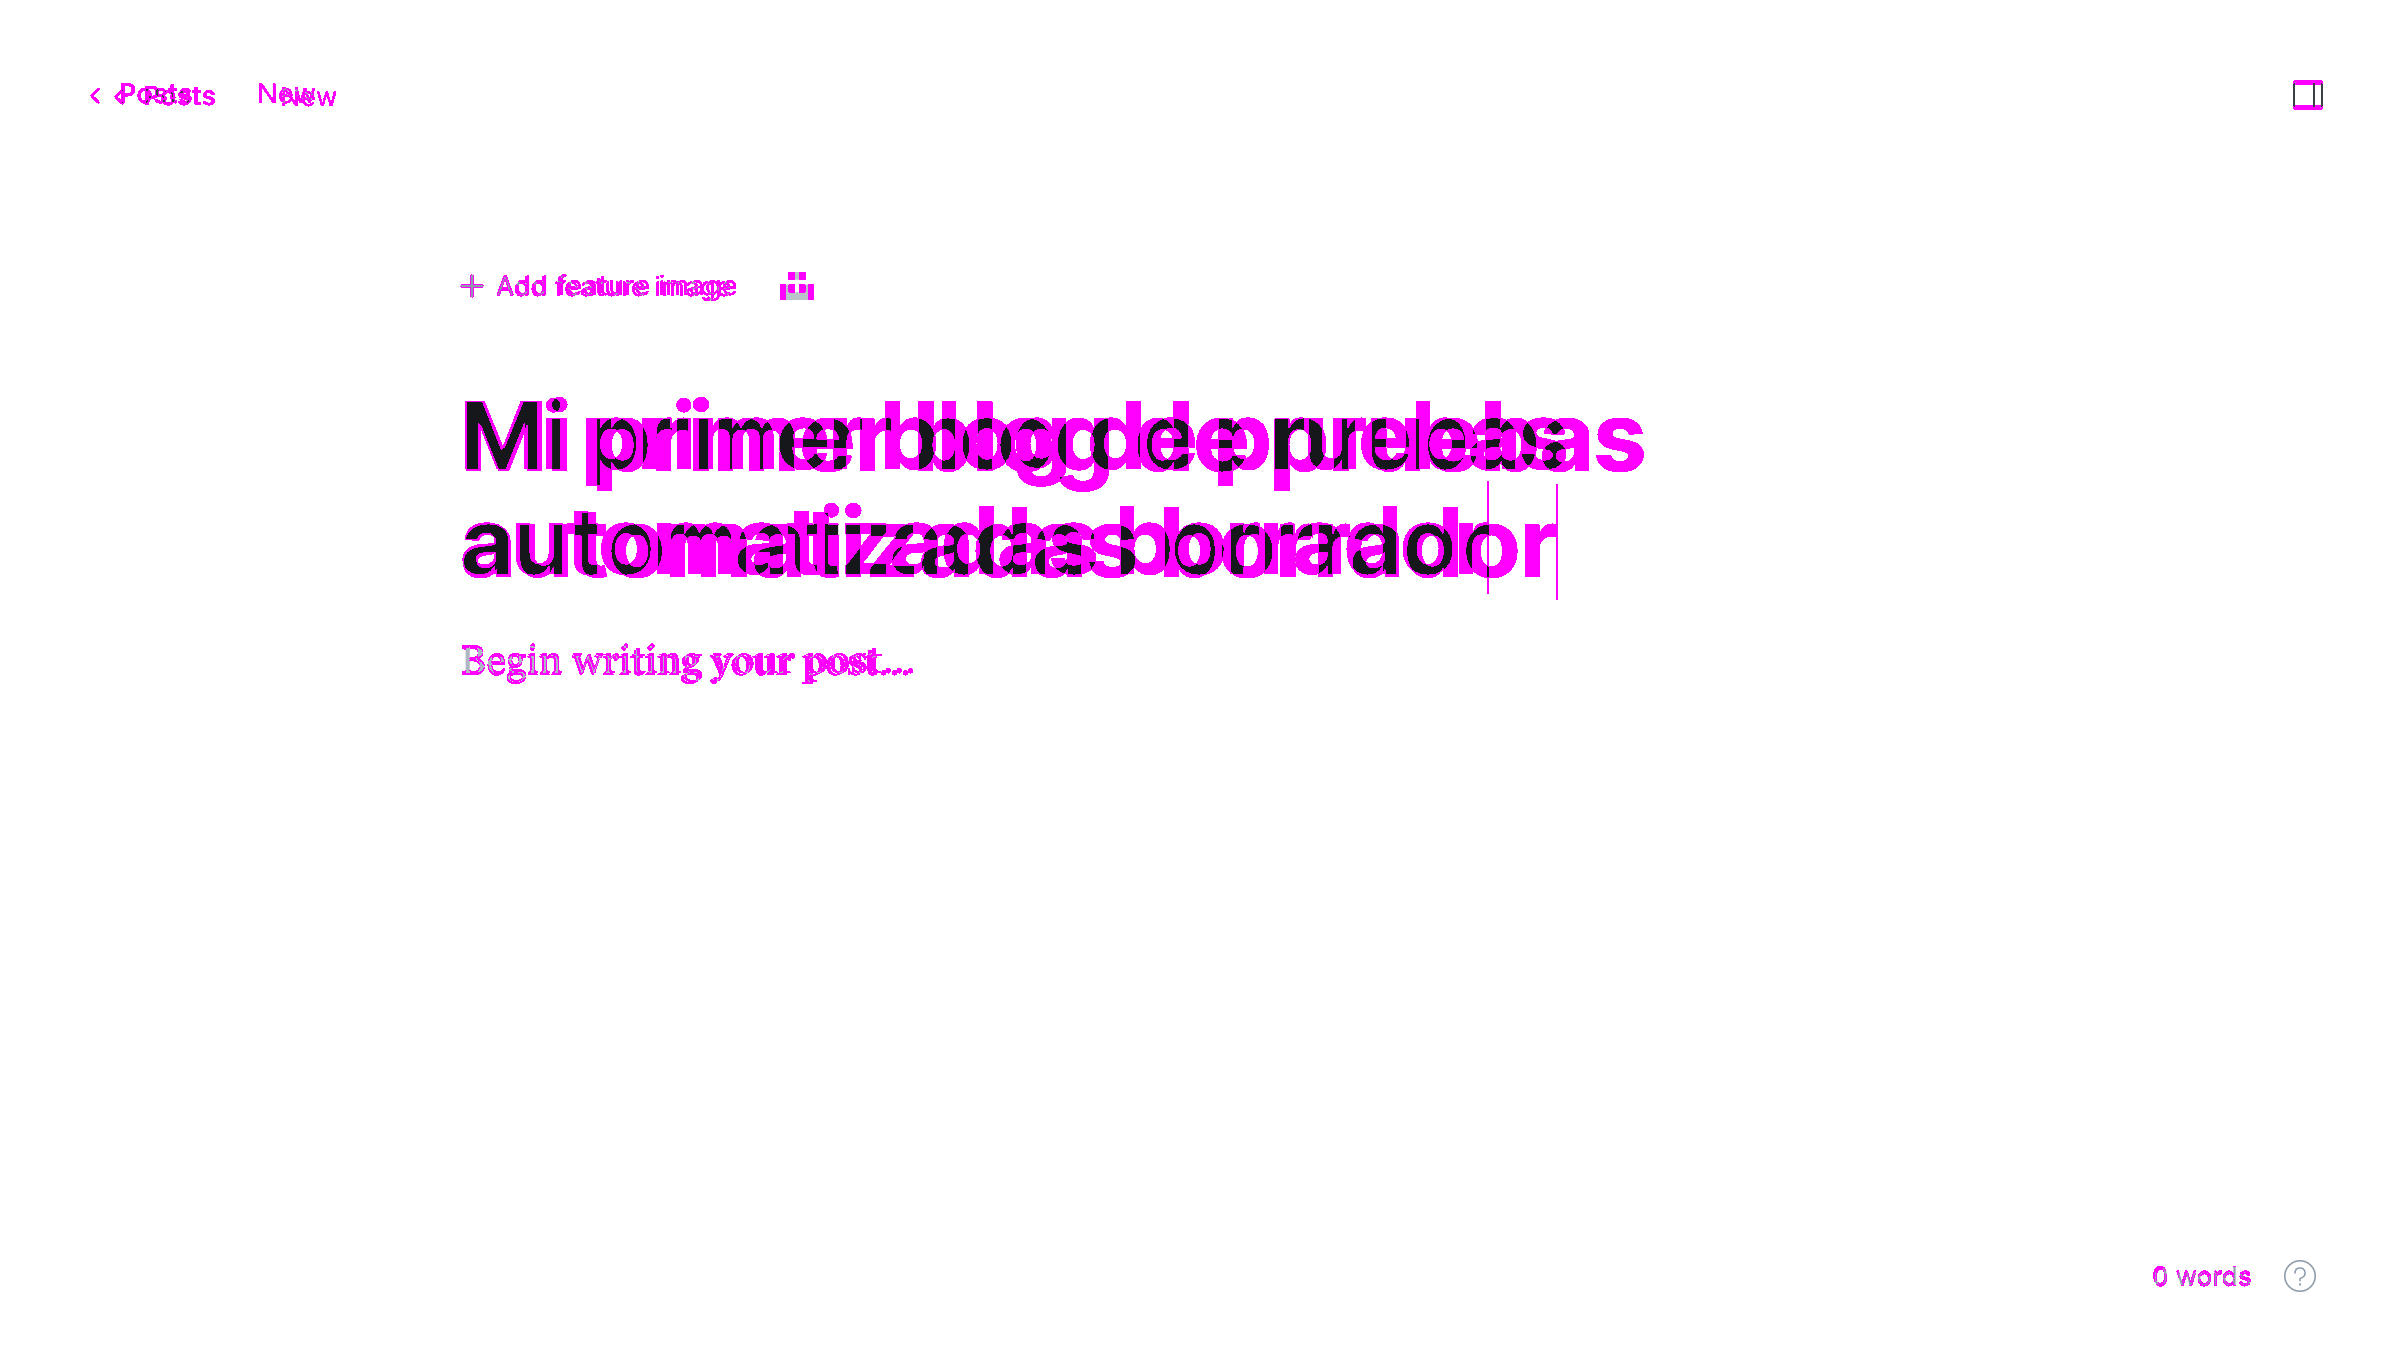 < Posts New
+ Add feature image
Mi primer blog de pruebas
automatizadas borrador
Begin writing your post...
0 words ?